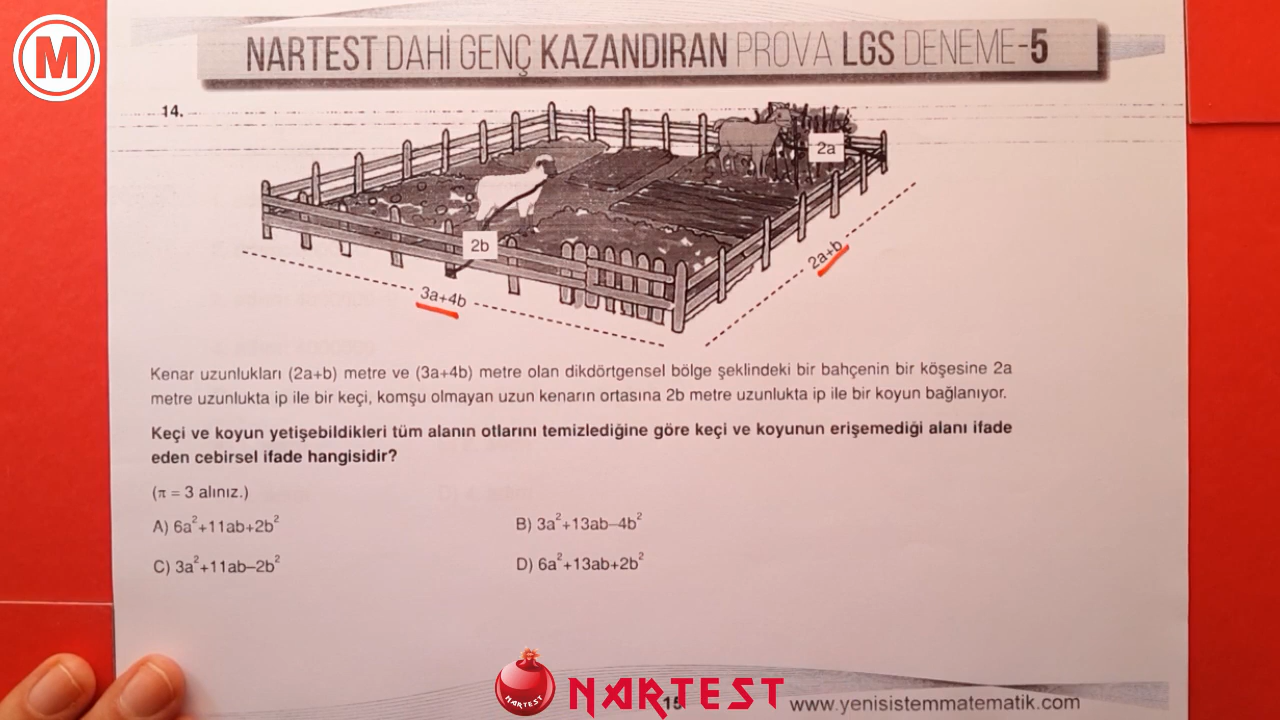 M
NARTEST DAHİ GENÇ KAZANDIRAN PROVA LGS DENEME-5
14.
2a
2b
2a+b
3a+4b
Kenar uzunlukları (2a+b) metre ve (3a+4b) metre olan dikdörtgensel bölge şeklindeki bir bahçenin bir köşesine 2a
metre uzunlukta ip ile bir keçi, komşu olmayan uzun kenarın ortasına 2b metre uzunlukta ip ile bir koyun bağlanıyor.
Keçi ve koyun yetişebildikleri tüm alanın otlarını temizlediğine göre keçi ve koyunun erişemediği alanı ifade
eden cebirsel ifade hangisidir?
(π = 3 alınız.)
A) 6a²+11ab+2b²
B) 3a²+13ab–4b²
C) 3a²+11ab–2b²
D) 6a²+13ab+2b²
NARTEST
NARTEST
15
www.yenisistemmatematik.com